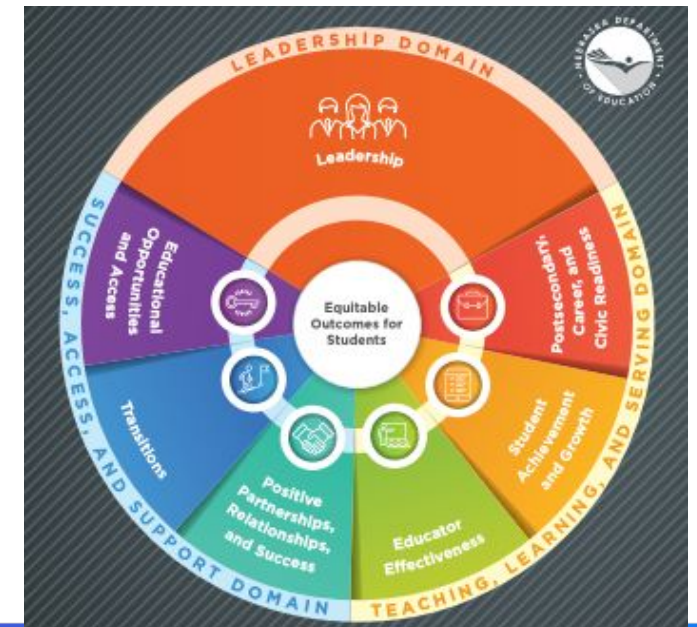 LEADERSHIP DOMAIN
NEBRASKA DEPARTMENT
OF EDUCATION
Leadership
SUCCESS, ACCESS, AND SUPPORT DOMAIN
Educational
Opportunities
and Access
Equitable
Outcomes for
Students
Postsecondary,
Career, and
Civic Readiness
TEACHING, LEARNING, AND SERVING DOMAIN
Transitions
Student
Achievement
and Growth
Positive
Partnerships,
Relationships,
and Success
Educator
Effectiveness